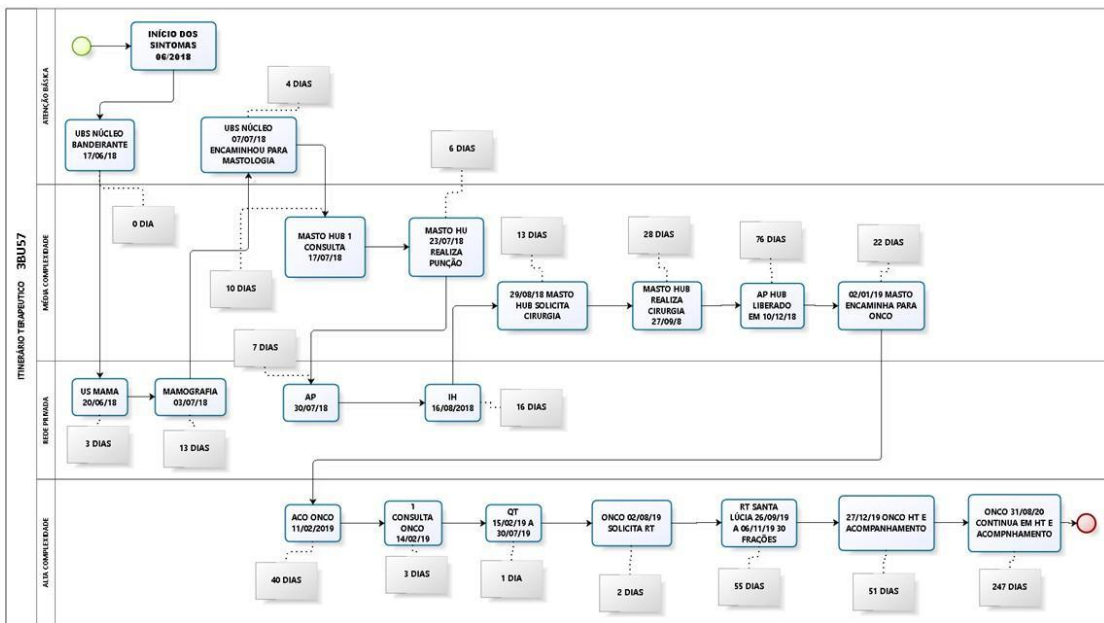 ITINERÁRIO TERAPEUTICO 3BU57
ATENÇÃO BÁSICA
INÍCIO DOS
SINTOMAS
06/2018
UBS NÚCLEO
BANDEIRANTE
17/06/18
0 DIA
UBS NÚCLEO
07/07/18
ENCAMINHOU PARA
MASTOLOGIA
4 DIAS
6 DIAS
MÉDIA COMPLEXIDADE
MASTO HUB 1
CONSULTA
17/07/18
10 DIAS
MASTO HU
23/07/18
REALIZA
PUNÇÃO
7 DIAS
13 DIAS
29/08/18 MASTO
HUB SOLICITA
CIRURGIA
28 DIAS
MASTO HUB
REALIZA
CIRURGIA
27/09/8
76 DIAS
AP HUB
LIBERADO
EM 10/12/18
22 DIAS
02/01/19 MASTO
ENCAMINHA PARA
ONCO
REDE PRIVADA
US MAMA
20/06/18
3 DIAS
MAMOGRAFIA
03/07/18
13 DIAS
AP
30/07/18
IH
16/08/2018
16 DIAS
ALTA COMPLEXIDADE
ACO ONCO
11/02/2019
40 DIAS
1
CONSULTA
ONCO
14/02/19
3 DIAS
QT
15/02/19 A
30/07/19
1 DIA
ONCO 02/08/19
SOLICITA RT
2 DIAS
RT SANTA
LÚCIA 26/09/19
A 06/11/19 30
FRAÇÕES
55 DIAS
27/12/19 ONCO HT E
ACOMPANHAMENTO
51 DIAS
ONCO 31/08/20
CONTINUA EM HT E
ACOMPNHAMENTO
247 DIAS